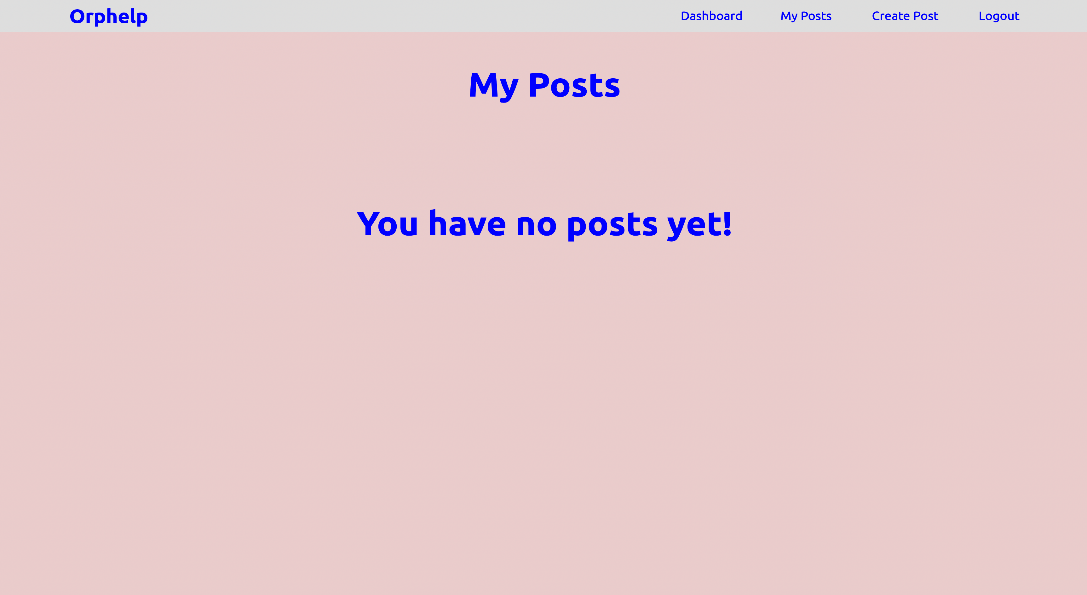 Orphelp
Dashboard
My Posts
Create Post
Logout
My Posts
You have no posts yet!